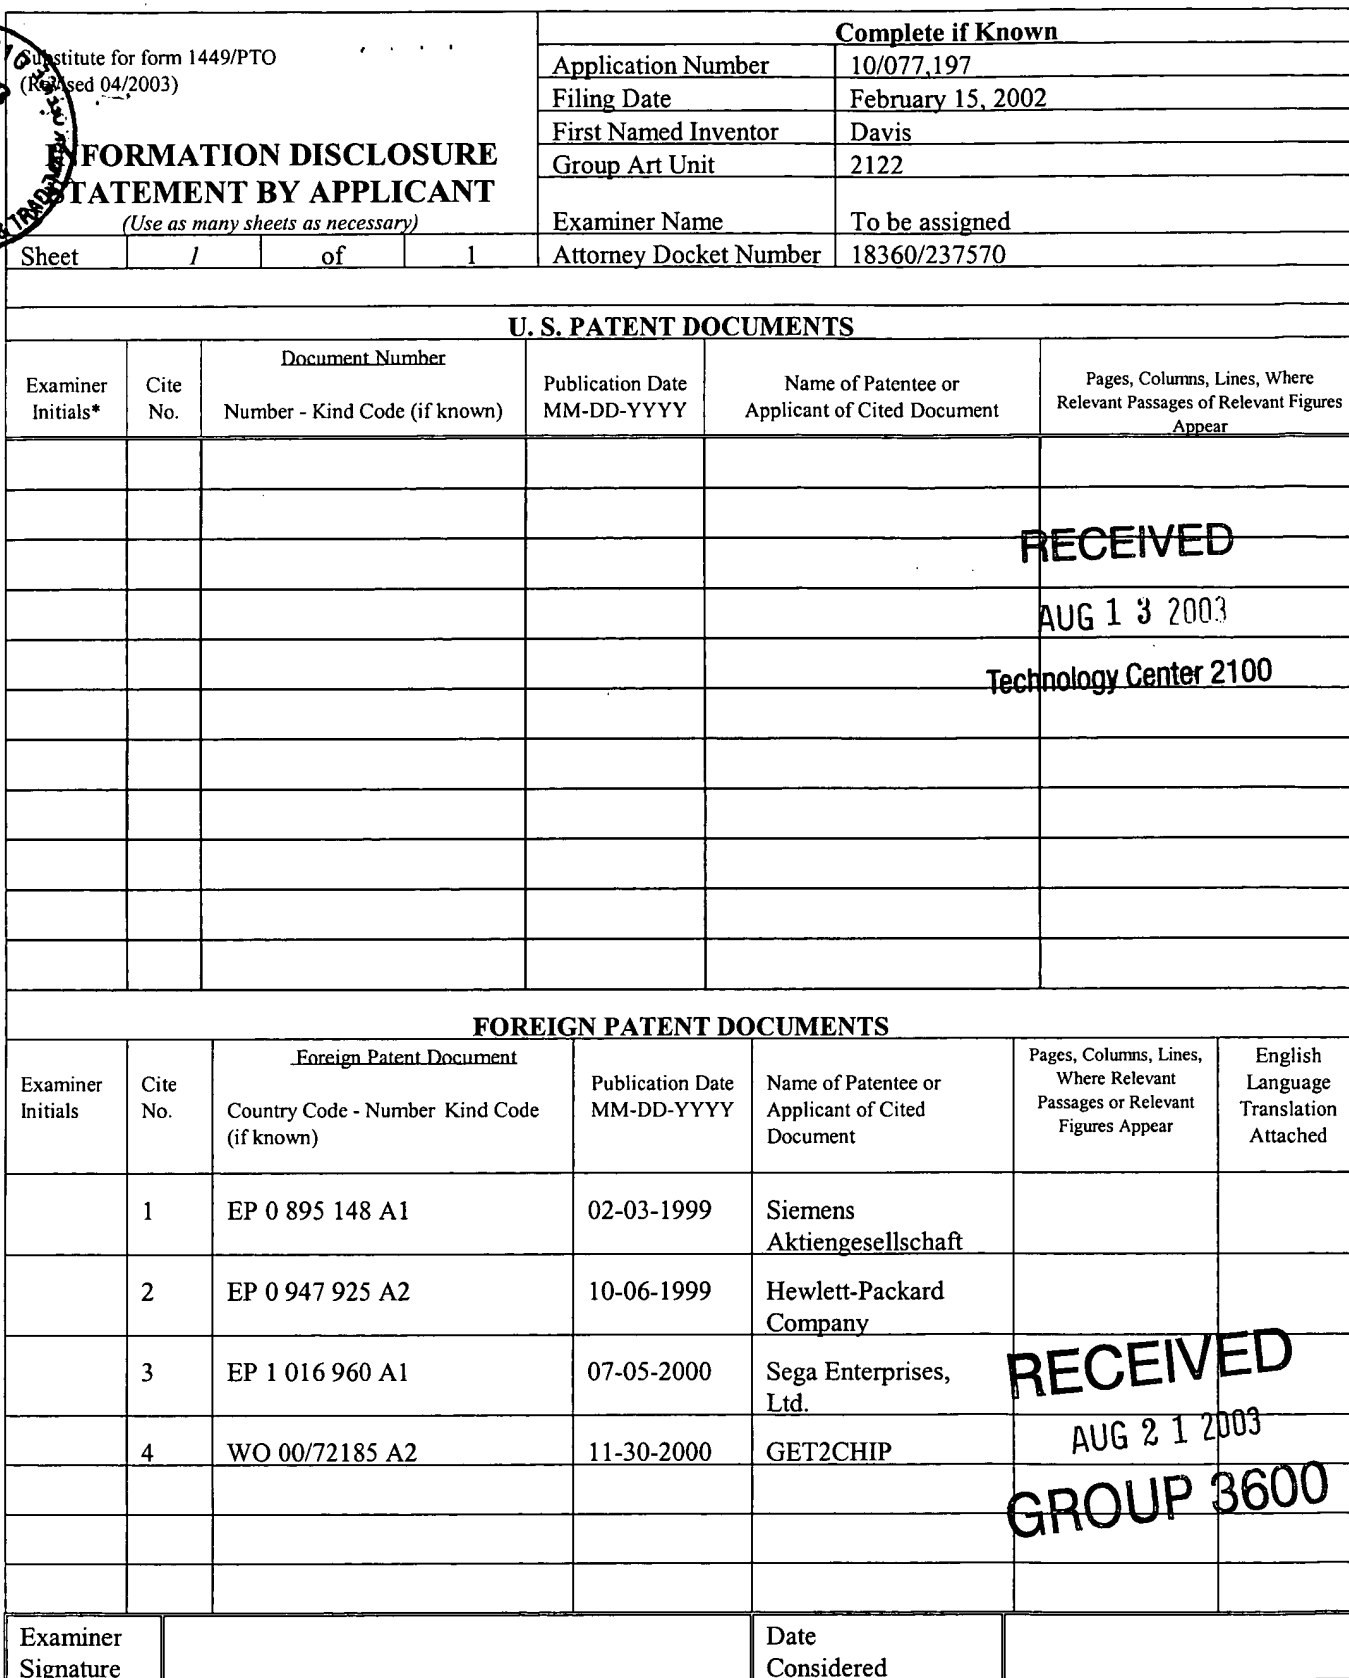 Substitute for form 1449/PTO
(Revised 04/2003)
INFORMATION DISCLOSURE
STATEMENT BY APPLICANT
(Use as many sheets as necessary)
Sheet 1 of 1
Complete if Known
Application Number 10/077,197
Filing Date February 15, 2002
First Named Inventor Davis
Group Art Unit 2122
Examiner Name To be assigned
Attorney Docket Number 18360/237570
U. S. PATENT DOCUMENTS
Examiner
Initials*
Cite
No.
Document Number
Number - Kind Code (if known)
Publication Date
MM-DD-YYYY
Name of Patentee or
Applicant of Cited Document
Pages, Columns, Lines, Where
Relevant Passages of Relevant Figures
Appear
RECEIVED
AUG 1 3 2003
Technology Center 2100
FOREIGN PATENT DOCUMENTS
Examiner
Initials
Cite
No.
Foreign Patent Document
Country Code - Number Kind Code
(if known)
Publication Date
MM-DD-YYYY
Name of Patentee or
Applicant of Cited
Document
Pages, Columns, Lines,
Where Relevant
Passages or Relevant
Figures Appear
English
Language
Translation
Attached
1 EP 0 895 148 A1 02-03-1999 Siemens
Aktiengesellschaft
2 EP 0 947 925 A2 10-06-1999 Hewlett-Packard
Company
3 EP 1 016 960 A1 07-05-2000 Sega Enterprises,
Ltd.
4 WO 00/72185 A2 11-30-2000 GET2CHIP
RECEIVED
AUG 2 1 2003
GROUP 3600
Examiner
Signature
Date
Considered